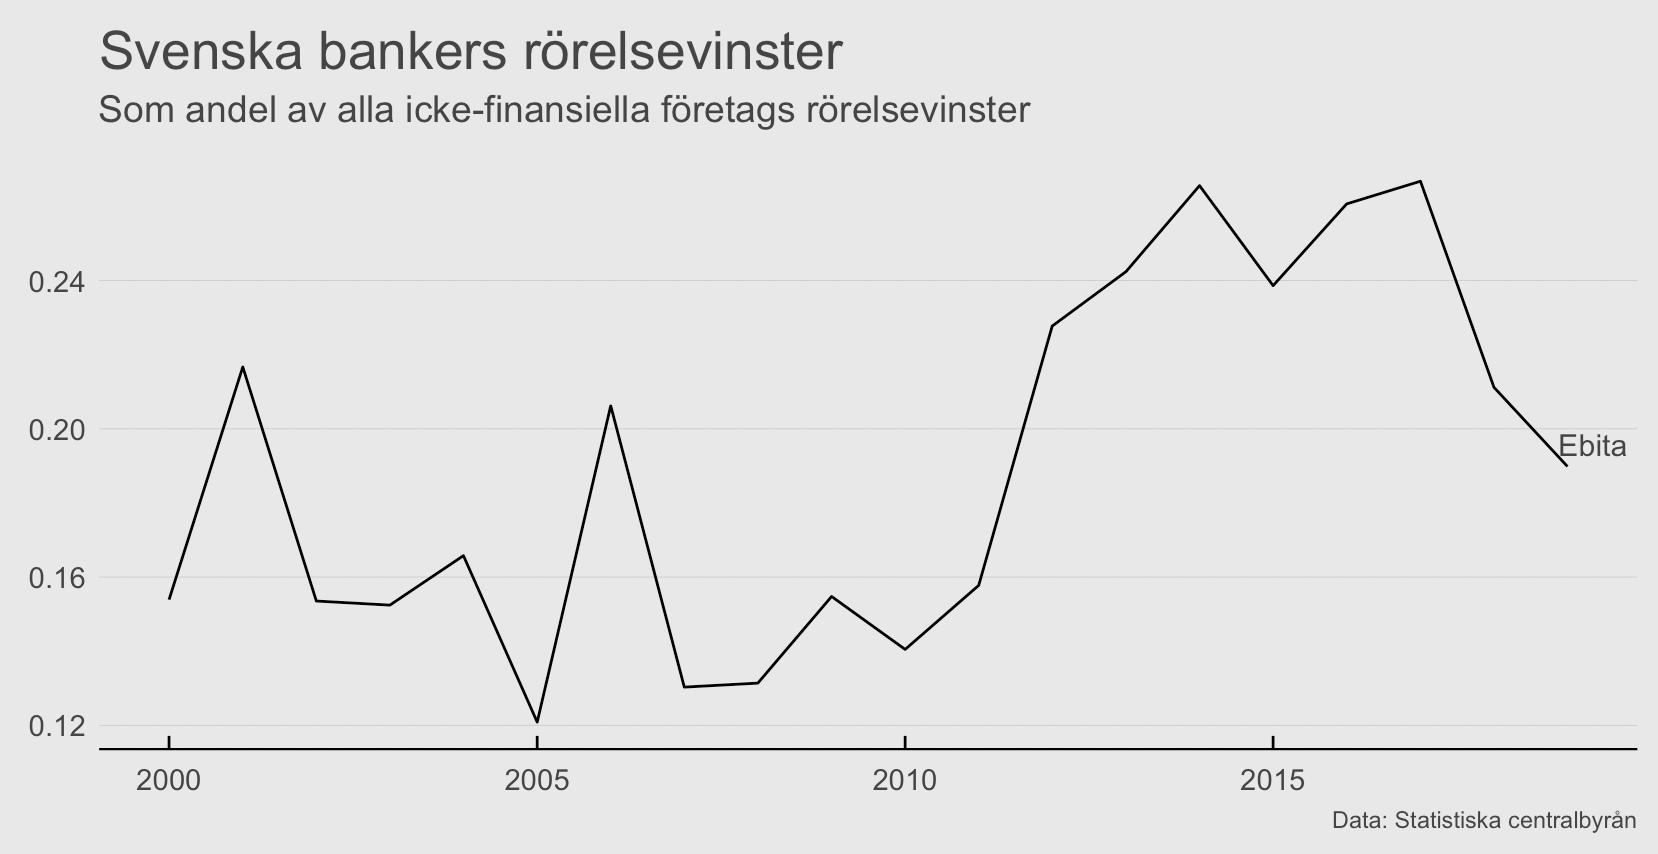 Svenska bankers rörelsevinster
Som andel av alla icke-finansiella företags rörelsevinster
0.24
0.20
Ebita
0.16
0.12
2000 2005 2010 2015
Data: Statistiska centralbyrån